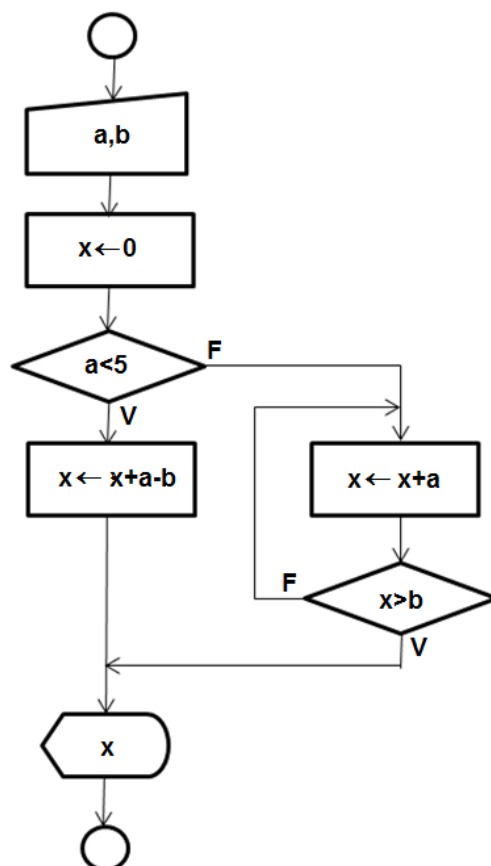 a,b
x←0
a<5
F
V
x← x+a-b
x← x+a
F
x>b
V
x